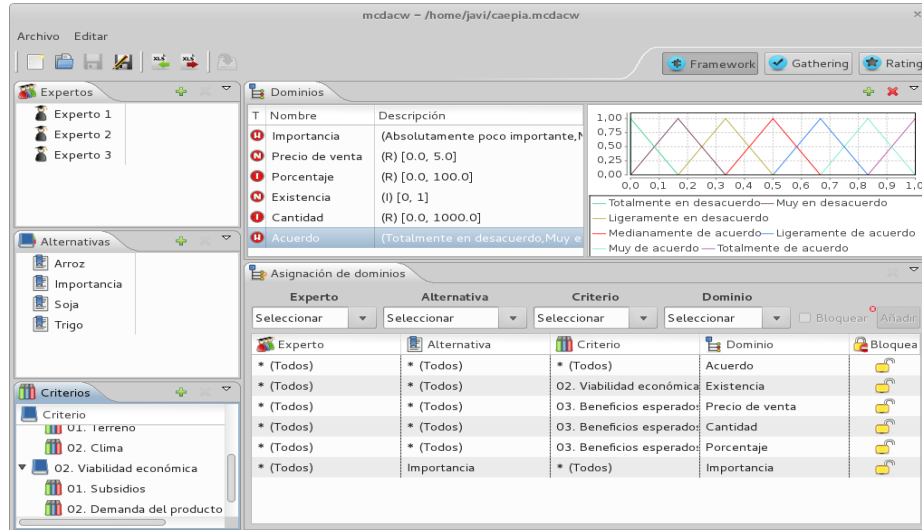 mcdacw – /home/javi/caepia.mcdacw
Archivo Editar
XLS XLS
Framework Gathering Rating
Expertos
Experto 1
Experto 2
Experto 3
Dominios
T Nombre Descripción
Importancia (Absolutamente poco importante,M
Precio de venta (R) [0.0, 5.0]
Porcentaje (R) [0.0, 100.0]
Existencia (I) [0, 1]
Cantidad (R) [0.0, 1000.0]
Acuerdo (Totalmente en desacuerdo,Muy e
1,00
0,75
0,50
0,25
0,00
0,0 0,1 0,2 0,3 0,4 0,5 0,6 0,7 0,8 0,9 1,0
Totalmente en desacuerdo Muy en desacuerdo
Ligeramente en desacuerdo
Medianamente de acuerdo Ligeramente de acuerdo
Muy de acuerdo Totalmente de acuerdo
Alternativas
Arroz
Importancia
Soja
Trigo
Asignación de dominios
Experto Alternativa Criterio Dominio
Seleccionar Seleccionar Seleccionar Seleccionar Bloquear Añadir
Experto Alternativa Criterio Dominio Bloquea
* (Todos) * (Todos) * (Todos) Acuerdo
* (Todos) * (Todos) 02. Viabilidad económica Existencia
* (Todos) * (Todos) 03. Beneficios esperados Precio de venta
* (Todos) * (Todos) 03. Beneficios esperados Cantidad
* (Todos) * (Todos) 03. Beneficios esperados Porcentaje
* (Todos) Importancia * (Todos) Importancia
Criterios
Criterio
01. Terreno
02. Clima
02. Viabilidad económica
01. Subsidios
02. Demanda del producto